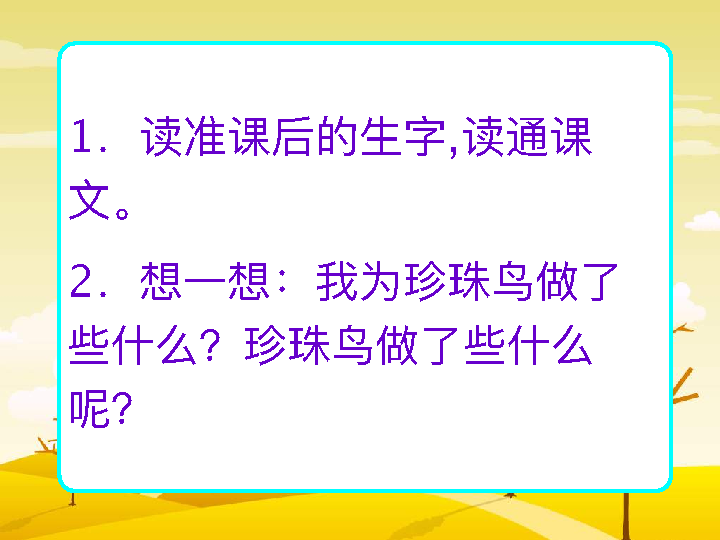 1．读准课后的生字,读通课
文。
2．想一想：我为珍珠鸟做了
些什么？珍珠鸟做了些什么
呢？